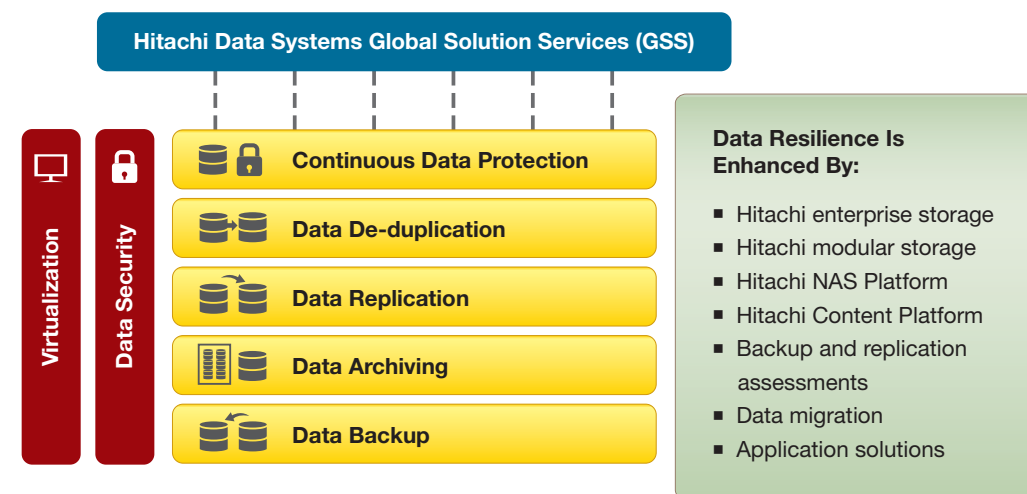 Hitachi Data Systems Global Solution Services (GSS)
Virtualization
Data Security
Continuous Data Protection
Data De-duplication
Data Replication
Data Archiving
Data Backup
Data Resilience Is
Enhanced By:
▪ Hitachi enterprise storage
▪ Hitachi modular storage
▪ Hitachi NAS Platform
▪ Hitachi Content Platform
▪ Backup and replication
assessments
▪ Data migration
▪ Application solutions